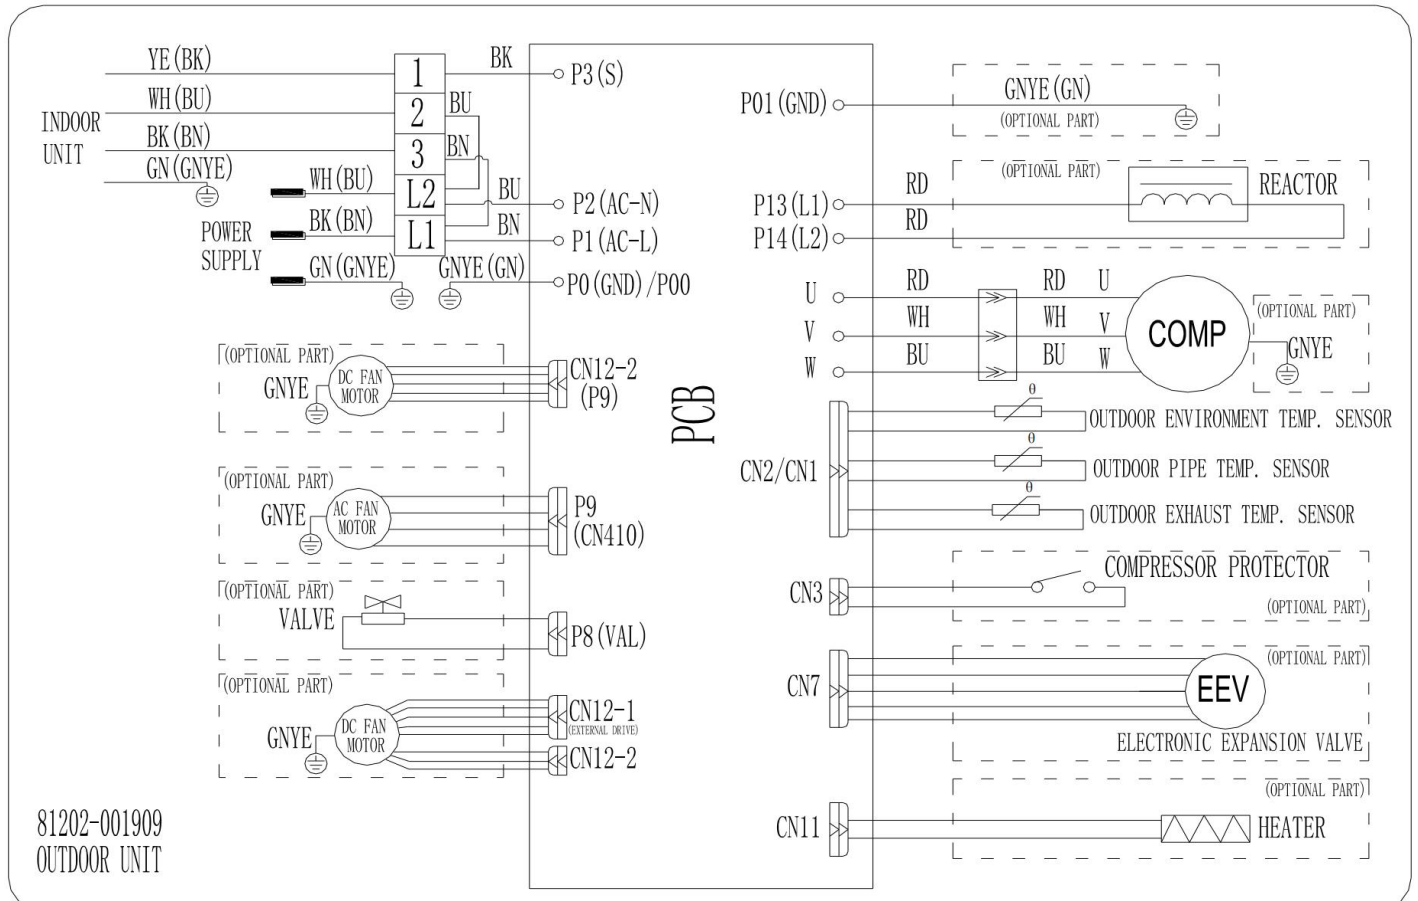 YE(BK)
1
BK
P3(S)
WH(BU)
2
BU
INDOOR
UNIT
BK(BN)
3
BN
GN(GNYE)
WH(BU)
L2
BU
P2(AC-N)
POWER
SUPPLY
BK(BN)
L1
BN
P1(AC-L)
GN(GNYE)
GNYE(GN)
P0(GND)/P00
(OPTIONAL PART)
DC FAN
MOTOR
GNYE
CN12-2
(P9)
(OPTIONAL PART)
AC FAN
MOTOR
GNYE
P9
(CN410)
(OPTIONAL PART)
VALVE
P8(VAL)
(OPTIONAL PART)
DC FAN
MOTOR
GNYE
CN12-1
(EXTERNAL DRIVE)
CN12-2
81202-001909
OUTDOOR UNIT
PCB
P01(GND)
GNYE(GN)
(OPTIONAL PART)
(OPTIONAL PART)
P13(L1)
RD
REACTOR
P14(L2)
RD
U
RD
RD
U
V
WH
WH
V
W
BU
BU
W
COMP
(OPTIONAL PART)
GNYE
CN2/CN1
θ
OUTDOOR ENVIRONMENT TEMP. SENSOR
θ
OUTDOOR PIPE TEMP. SENSOR
θ
OUTDOOR EXHAUST TEMP. SENSOR
CN3
COMPRESSOR PROTECTOR
(OPTIONAL PART)
CN7
(OPTIONAL PART)
EEV
ELECTRONIC EXPANSION VALVE
(OPTIONAL PART)
CN11
HEATER